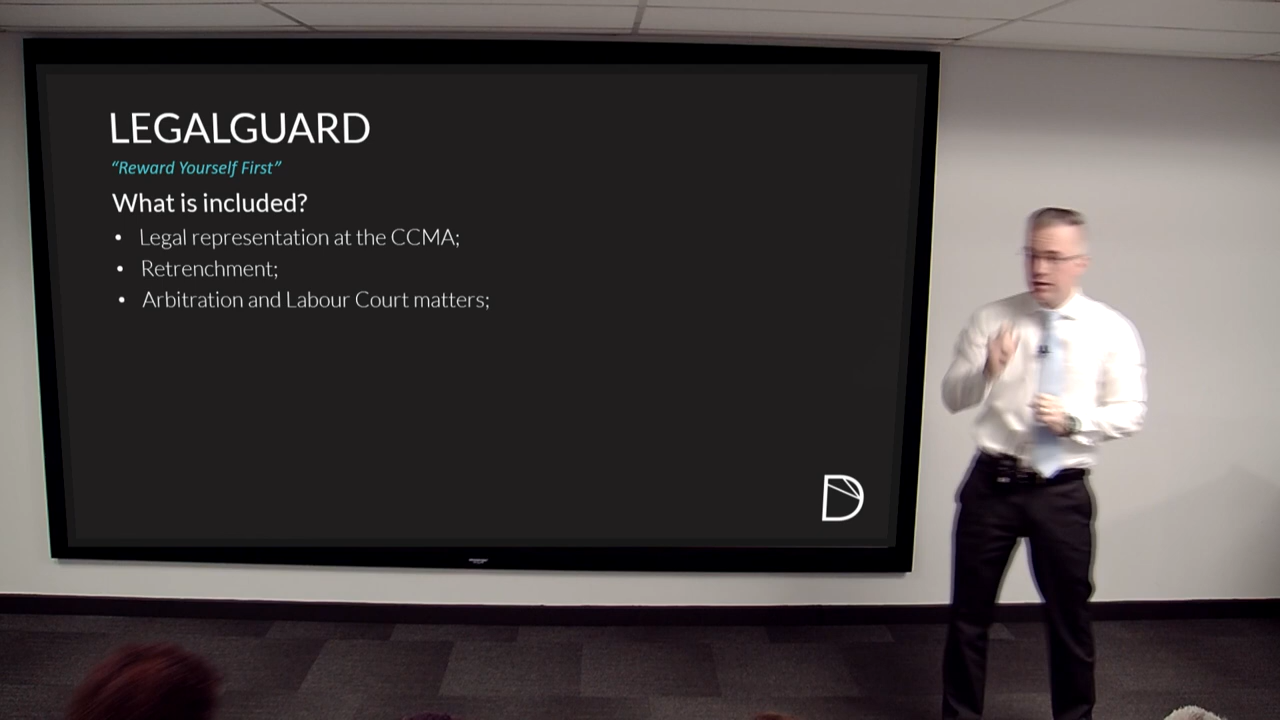 LEGALGUARD
“Reward Yourself First”
What is included?
• Legal representation at the CCMA;
• Retrenchment;
• Arbitration and Labour Court matters;